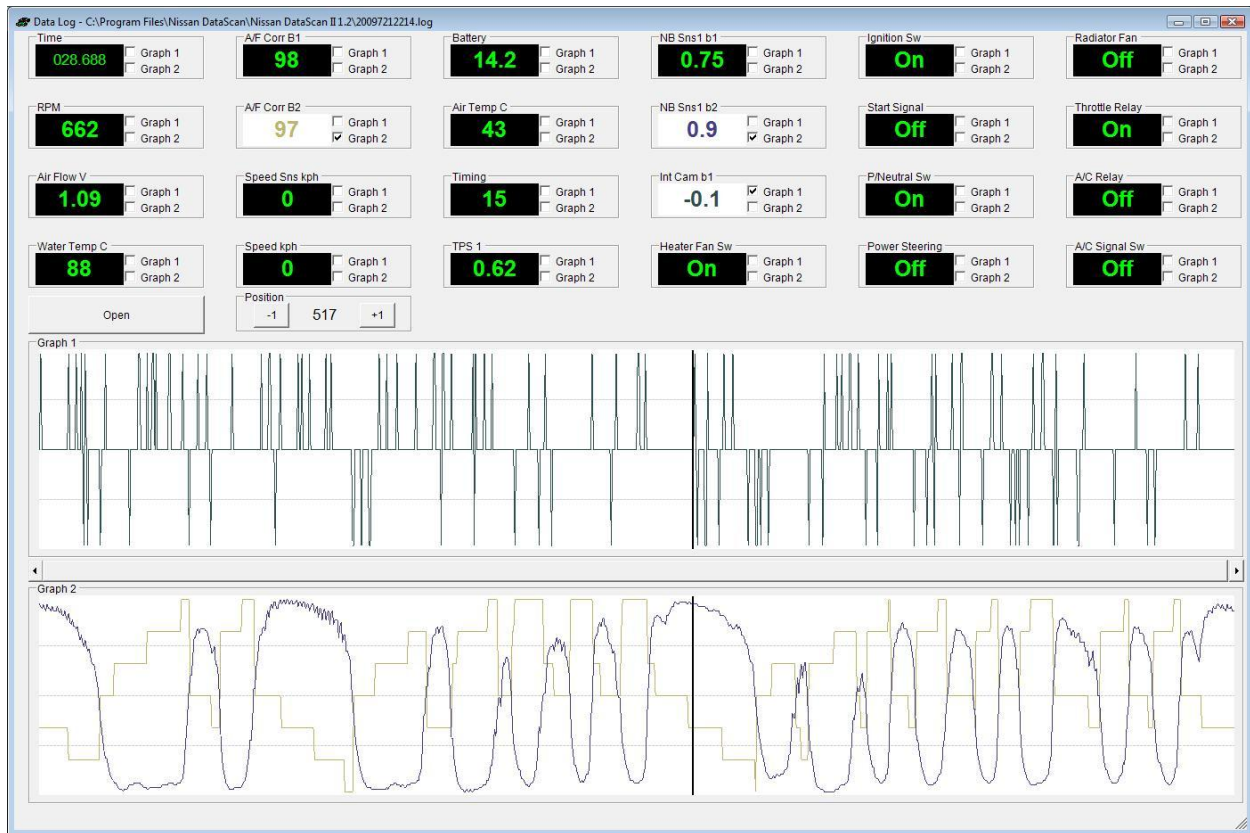 Data Log - C:\Program Files\Nissan DataScan\Nissan DataScan II 1.2\20097212214.log
Time A/F Corr B1 Battery NB Sns1 b1 Ignition Sw Radiator Fan
028.688 Graph 1 98 Graph 1 14.2 Graph 1 0.75 Graph 1 On Graph 1 Off Graph 1
Graph 2 Graph 2 Graph 2 Graph 2 Graph 2 Graph 2
RPM A/F Corr B2 Air Temp C NB Sns1 b2 Start Signal Throttle Relay
662 Graph 1 97 Graph 1 43 Graph 1 0.9 Graph 1 Off Graph 1 On Graph 1
Graph 2 Graph 2 Graph 2 Graph 2 Graph 2 Graph 2
Air Flow V Speed Sns kph Timing Int Cam b1 P/Neutral Sw A/C Relay
1.09 Graph 1 0 Graph 1 15 Graph 1 -0.1 Graph 1 On Graph 1 Off Graph 1
Graph 2 Graph 2 Graph 2 Graph 2 Graph 2 Graph 2
Water Temp C Speed kph TPS 1 Heater Fan Sw Power Steering A/C Signal Sw
88 Graph 1 0 Graph 1 0.62 Graph 1 On Graph 1 Off Graph 1 Off Graph 1
Graph 2 Graph 2 Graph 2 Graph 2 Graph 2 Graph 2
Position
Open -1 517 +1
Graph 1
Graph 2